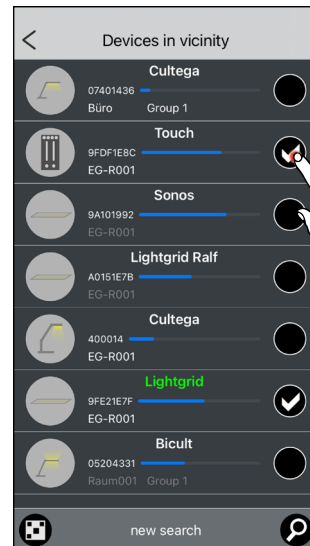 Devices in vicinity
Cultega
07401436
Büro Group 1
Touch
9FDF1E8C
EG-R001
Sonos
9A101992
EG-R001
Lightgrid Ralf
A0151E7B
EG-R001
Cultega
400014
EG-R001
Lightgrid
9FE21E7F
EG-R001
Bicult
05204331
Raum001 Group 1
new search